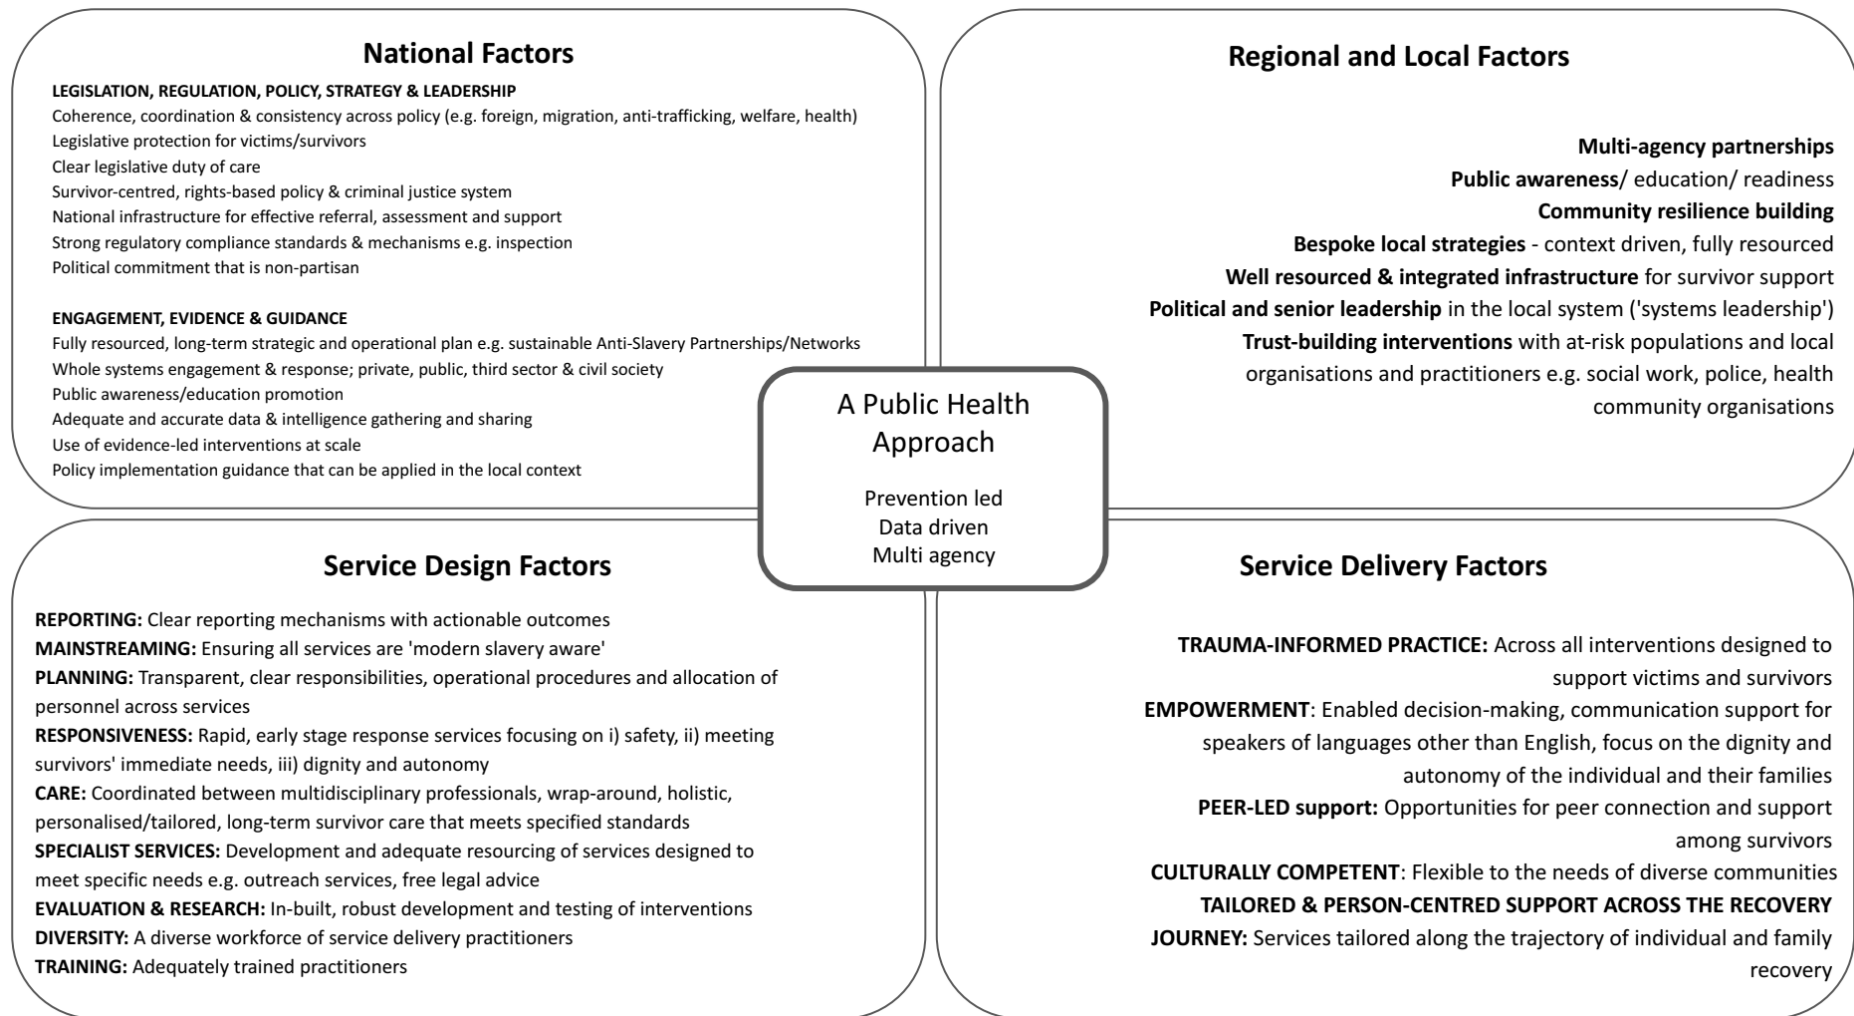 National Factors
LEGISLATION, REGULATION, POLICY, STRATEGY & LEADERSHIP
Coherence, coordination & consistency across policy (e.g. foreign, migration, anti-trafficking, welfare, health)
Legislative protection for victims/survivors
Clear legislative duty of care
Survivor-centred, rights-based policy & criminal justice system
National infrastructure for effective referral, assessment and support
Strong regulatory compliance standards & mechanisms e.g. inspection
Political commitment that is non-partisan
ENGAGEMENT, EVIDENCE & GUIDANCE
Fully resourced, long-term strategic and operational plan e.g. sustainable Anti-Slavery Partnerships/Networks
Whole systems engagement & response; private, public, third sector & civil society
Public awareness/education promotion
Adequate and accurate data & intelligence gathering and sharing
Use of evidence-led interventions at scale
Policy implementation guidance that can be applied in the local context
Regional and Local Factors
Multi-agency partnerships
Public awareness/ education/ readiness
Community resilience building
Bespoke local strategies - context driven, fully resourced
Well resourced & integrated infrastructure for survivor support
Political and senior leadership in the local system ('systems leadership')
Trust-building interventions with at-risk populations and local
organisations and practitioners e.g. social work, police, health
community organisations
A Public Health
Approach
Prevention led
Data driven
Multi agency
Service Design Factors
REPORTING: Clear reporting mechanisms with actionable outcomes
MAINSTREAMING: Ensuring all services are 'modern slavery aware'
PLANNING: Transparent, clear responsibilities, operational procedures and allocation of
personnel across services
RESPONSIVENESS: Rapid, early stage response services focusing on i) safety, ii) meeting
survivors' immediate needs, iii) dignity and autonomy
CARE: Coordinated between multidisciplinary professionals, wrap-around, holistic,
personalised/tailored, long-term survivor care that meets specified standards
SPECIALIST SERVICES: Development and adequate resourcing of services designed to
meet specific needs e.g. outreach services, free legal advice
EVALUATION & RESEARCH: In-built, robust development and testing of interventions
DIVERSITY: A diverse workforce of service delivery practitioners
TRAINING: Adequately trained practitioners
Service Delivery Factors
TRAUMA-INFORMED PRACTICE: Across all interventions designed to
support victims and survivors
EMPOWERMENT: Enabled decision-making, communication support for
speakers of languages other than English, focus on the dignity and
autonomy of the individual and their families
PEER-LED support: Opportunities for peer connection and support
among survivors
CULTURALLY COMPETENT: Flexible to the needs of diverse communities
TAILORED & PERSON-CENTRED SUPPORT ACROSS THE RECOVERY
JOURNEY: Services tailored along the trajectory of individual and family
recovery